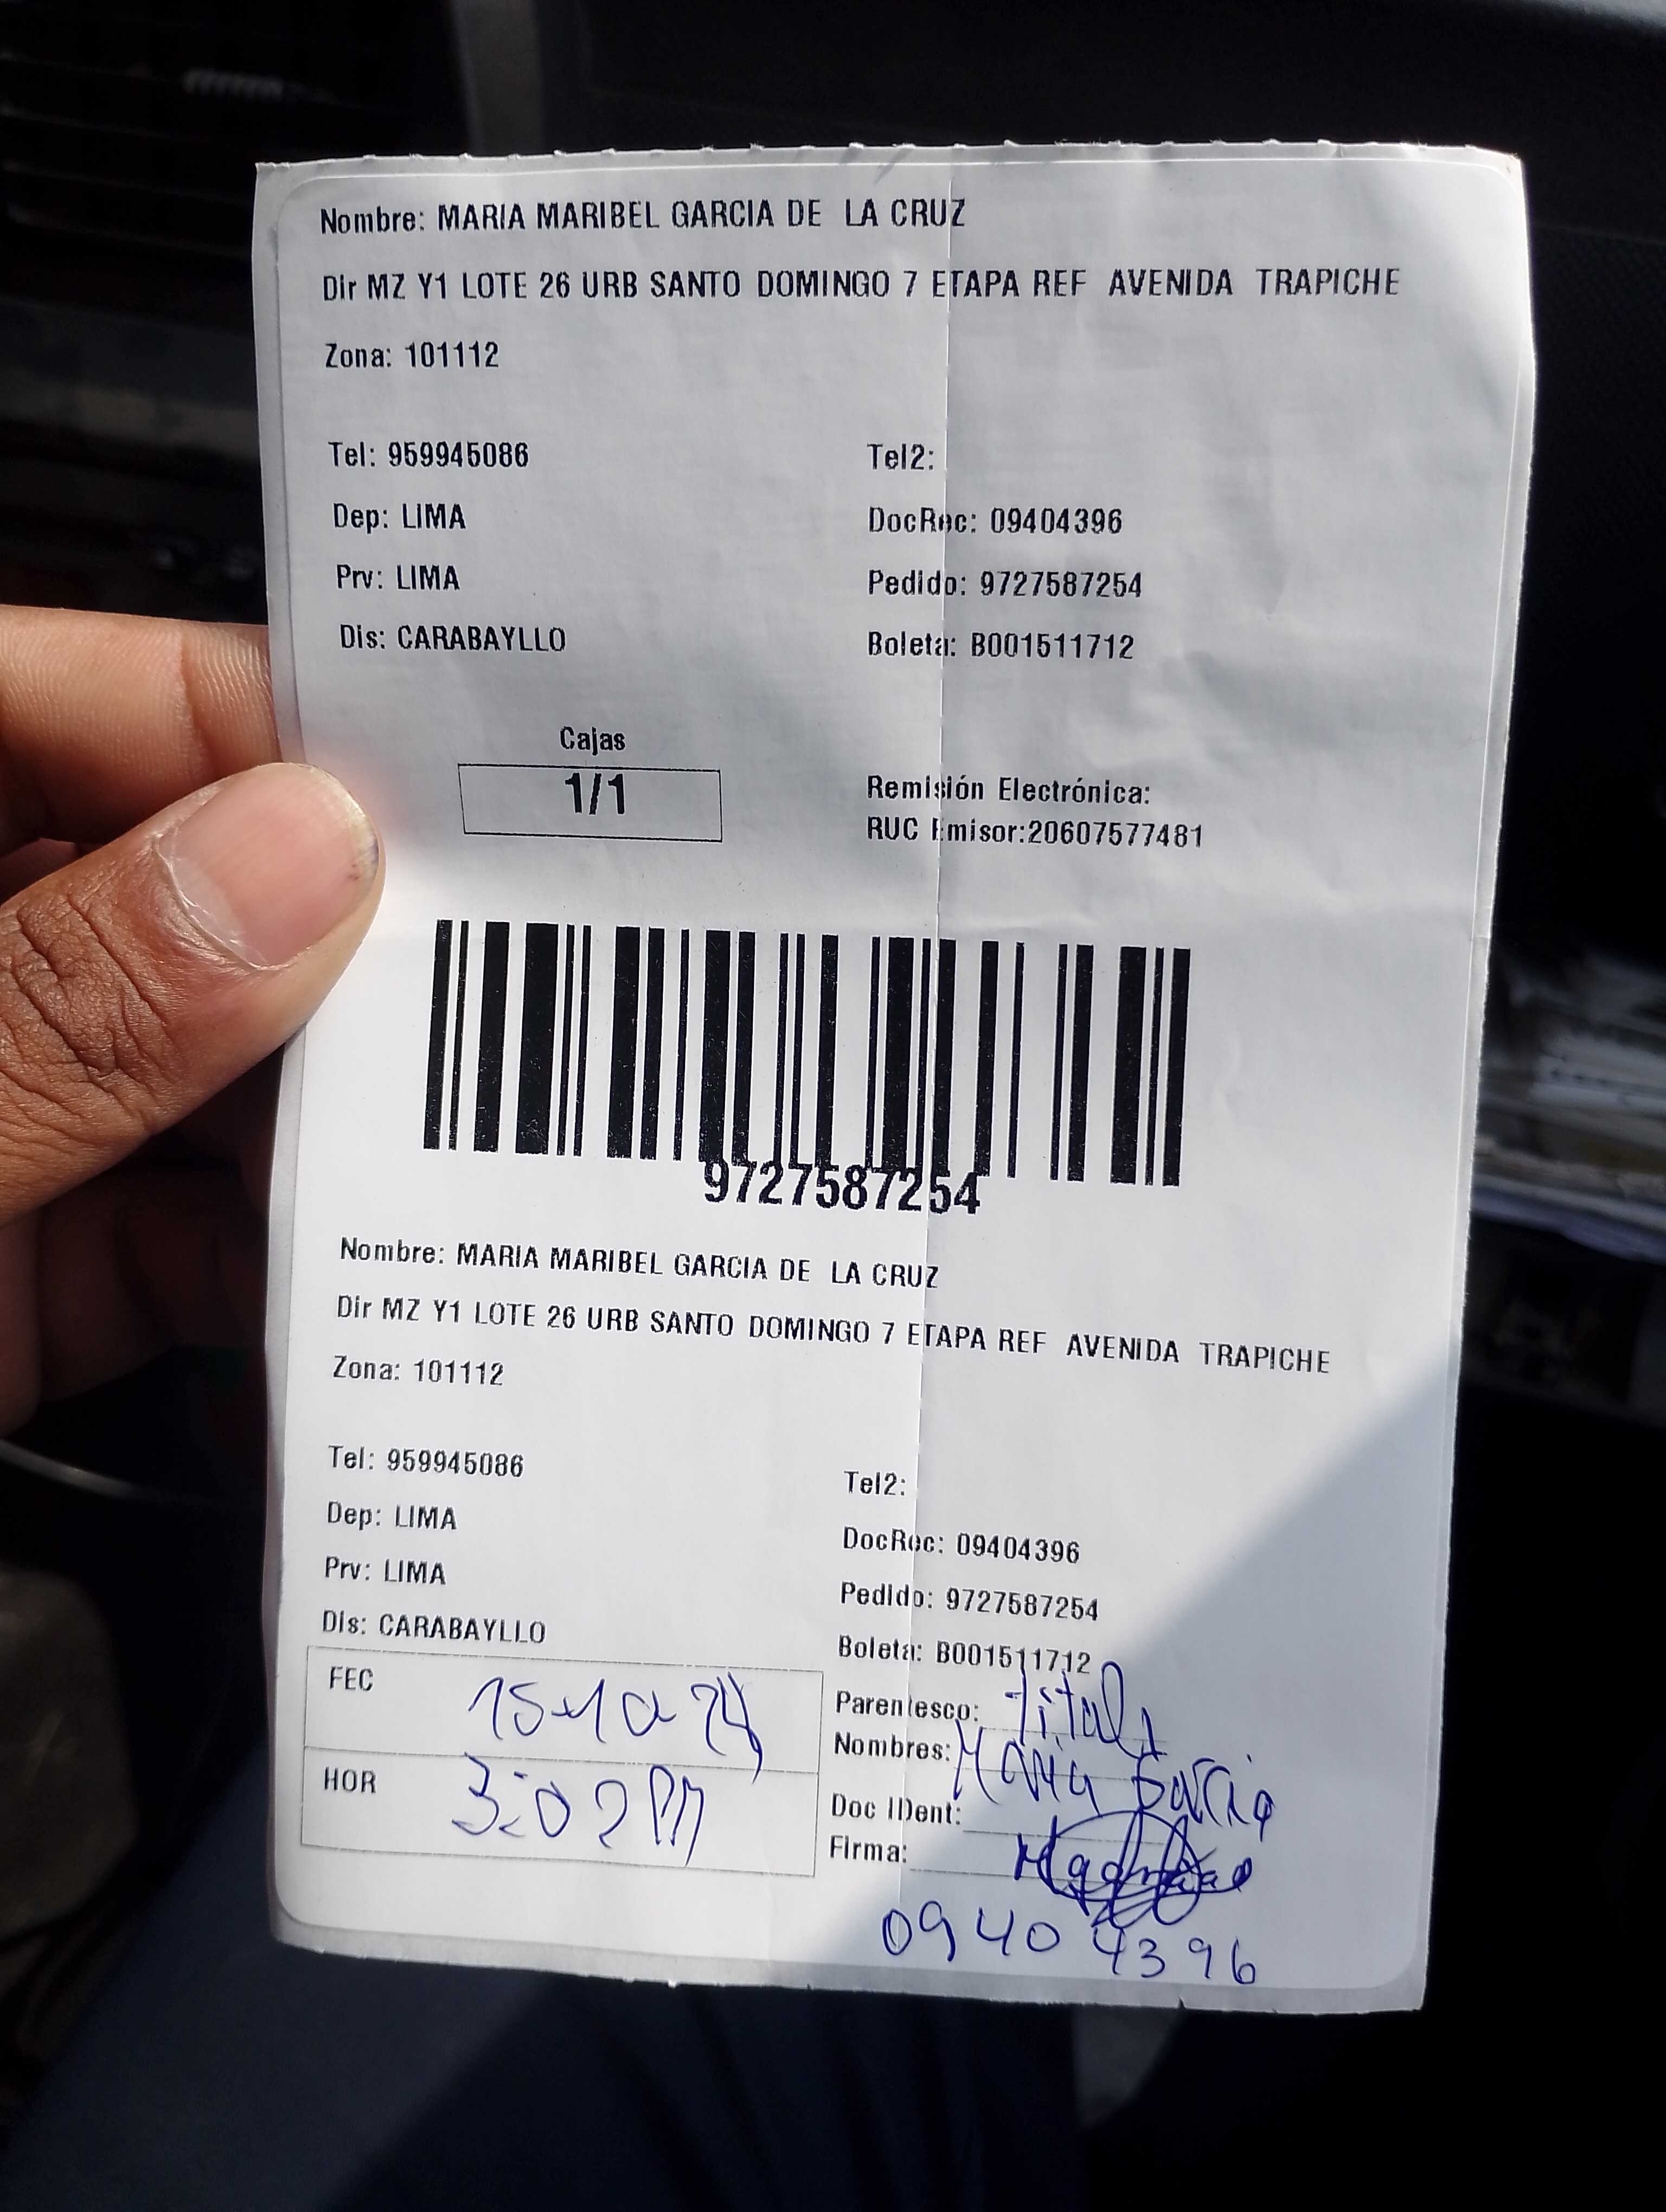 Nombre: MARIA MARIBEL GARCIA DE LA CRUZ
Dir MZ Y1 LOTE 26 URB SANTO DOMINGO 7 ETAPA REF AVENIDA TRAPICHE
Zona: 101112
Tel: 959945086 Tel2:
Dep: LIMA DocRec: 09404396
Prv: LIMA Pedido: 9727587254
Dis: CARABAYLLO Boleta: B001511712
Cajas
1/1
Remisión Electrónica:
RUC Emisor:20607577481
9727587254
Nombre: MARIA MARIBEL GARCIA DE LA CRUZ
Dir MZ Y1 LOTE 26 URB SANTO DOMINGO 7 ETAPA REF AVENIDA TRAPICHE
Zona: 101112
Tel: 959945086 Tel2:
Dep: LIMA DocRec: 09404396
Prv: LIMA Pedido: 9727587254
Dis: CARABAYLLO Boleta: B001511712
FEC 15-10-24
HOR 3:02 PM
Parentesco: titular
Nombres: Maria Garcia
Doc IDent:
Firma:
09404396